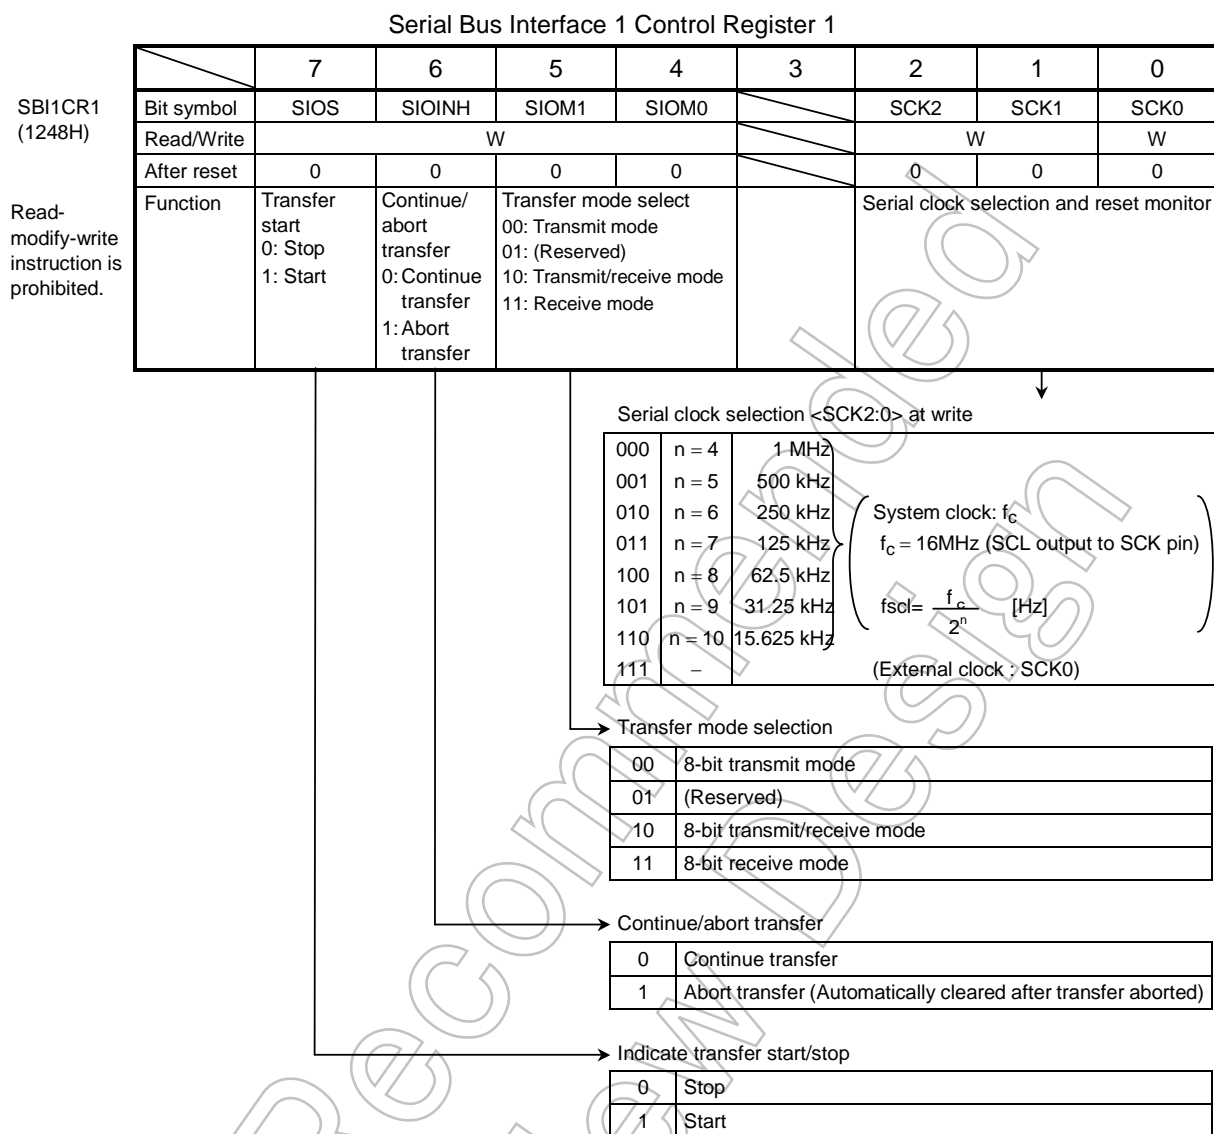 Serial Bus Interface 1 Control Register 1
7 6 5 4 3 2 1 0
SBI1CR1
(1248H)
Bit symbol SIOS SIOINH SIOM1 SIOM0 SCK2 SCK1 SCK0
Read/Write W W W
After reset 0 0 0 0 0 0 0
Read-
modify-write
instruction is
prohibited.
Function
Transfer
start
0: Stop
1: Start
Continue/
abort
transfer
0: Continue
transfer
1: Abort
transfer
Transfer mode select
00: Transmit mode
01: (Reserved)
10: Transmit/receive mode
11: Receive mode
Serial clock selection and reset monitor
Serial clock selection <SCK2:0> at write
000 n = 4 1 MHz
001 n = 5 500 kHz
010 n = 6 250 kHz
011 n = 7 125 kHz
100 n = 8 62.5 kHz
101 n = 9 31.25 kHz
110 n = 10 15.625 kHz
111 – (External clock : SCK0)
System clock: fc
fc = 16MHz (SCL output to SCK pin)
fscl= fc / 2^n [Hz]
Transfer mode selection
00 8-bit transmit mode
01 (Reserved)
10 8-bit transmit/receive mode
11 8-bit receive mode
Continue/abort transfer
0 Continue transfer
1 Abort transfer (Automatically cleared after transfer aborted)
Indicate transfer start/stop
0 Stop
1 Start
Recommended
New Design